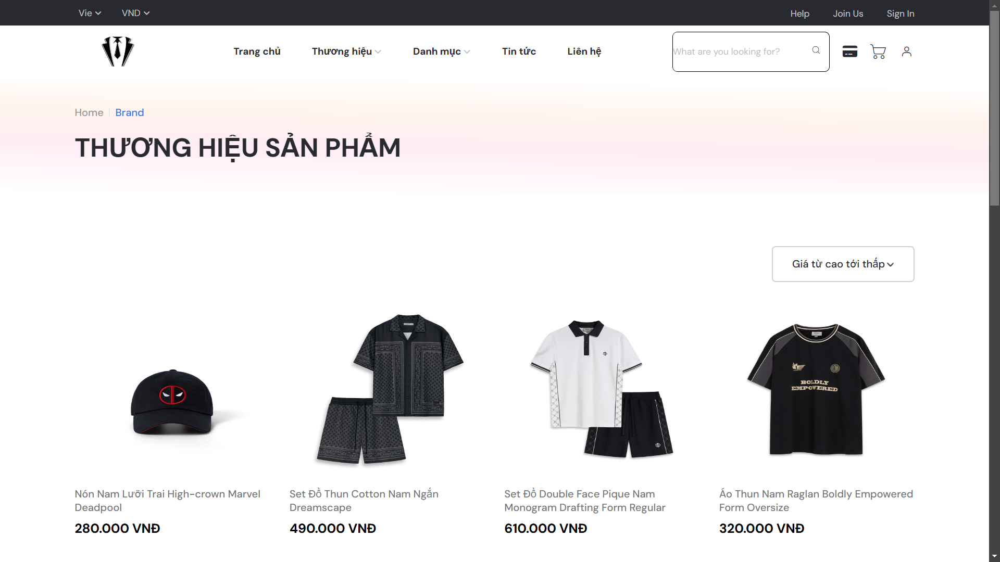 Vie VND Help Join Us Sign In
Trang chủ Thương hiệu Danh mục Tin tức Liên hệ What are you looking for?
Home Brand
THƯƠNG HIỆU SẢN PHẨM
Giá từ cao tới thấp
BOLDLY
EMPOWERED
Nón Nam Lưỡi Trai High-crown Marvel
Deadpool
280.000 VNĐ
Set Đồ Thun Cotton Nam Ngắn
Dreamscape
490.000 VNĐ
Set Đồ Double Face Pique Nam
Monogram Drafting Form Regular
610.000 VNĐ
Áo Thun Nam Raglan Boldly Empowered
Form Oversize
320.000 VNĐ